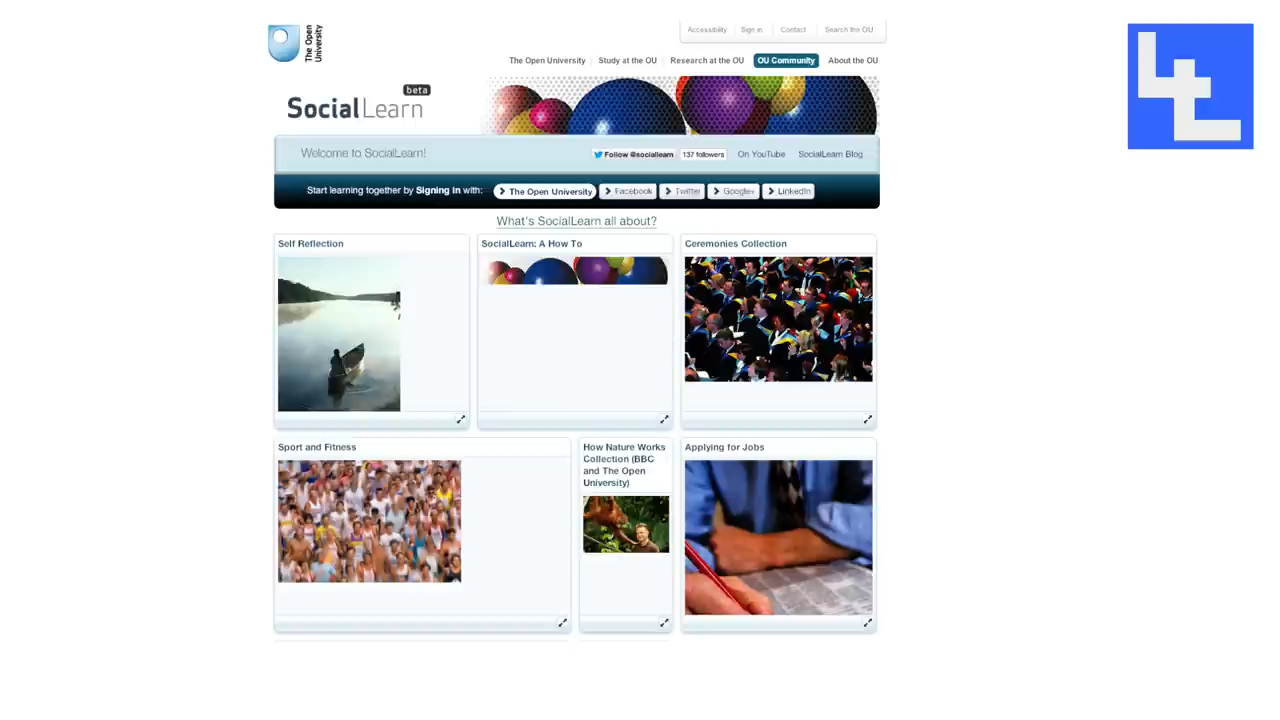 The Open
University
Accessibility
Sign in
Contact
Search the OU
The Open University
Study at the OU
Research at the OU
OU Community
About the OU
SocialLearn beta
Welcome to SocialLearn!
Follow @sociallearn
137 followers
On YouTube
SocialLearn Blog
Start learning together by Signing In with:
The Open University
Facebook
Twitter
Google+
LinkedIn
What's SocialLearn all about?
Self Reflection
SocialLearn: A How To
Ceremonies Collection
Sport and Fitness
How Nature Works
Collection (BBC
and The Open
University)
Applying for Jobs